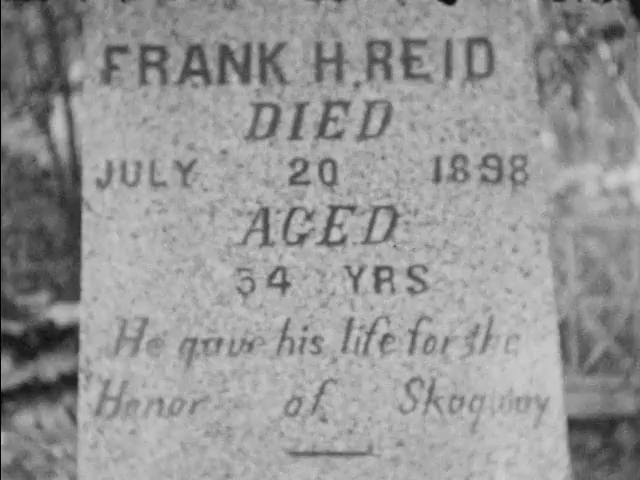 FRANK H. REID
DIED
JULY 20 1898
AGED
54 YRS
He gave his life for the
Honor of Skagway